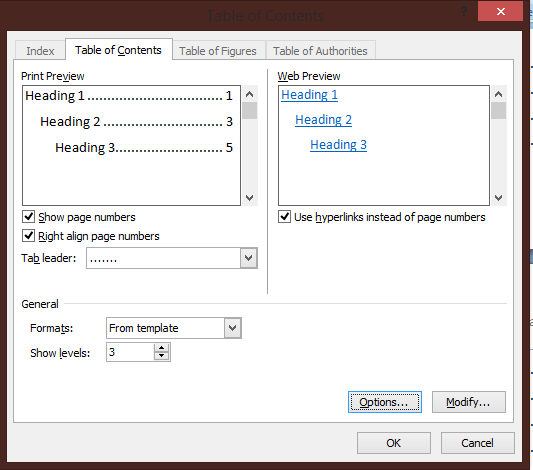 Table of Contents ?
Index Table of Contents Table of Figures Table of Authorities
Print Preview
Heading 1 ................................ 1
Heading 2 ............................ 3
Heading 3......................... 5
Show page numbers
Right align page numbers
Tab leader: .......
Web Preview
Heading 1
Heading 2
Heading 3
Use hyperlinks instead of page numbers
General
Formats: From template
Show levels: 3
Options... Modify...
OK Cancel